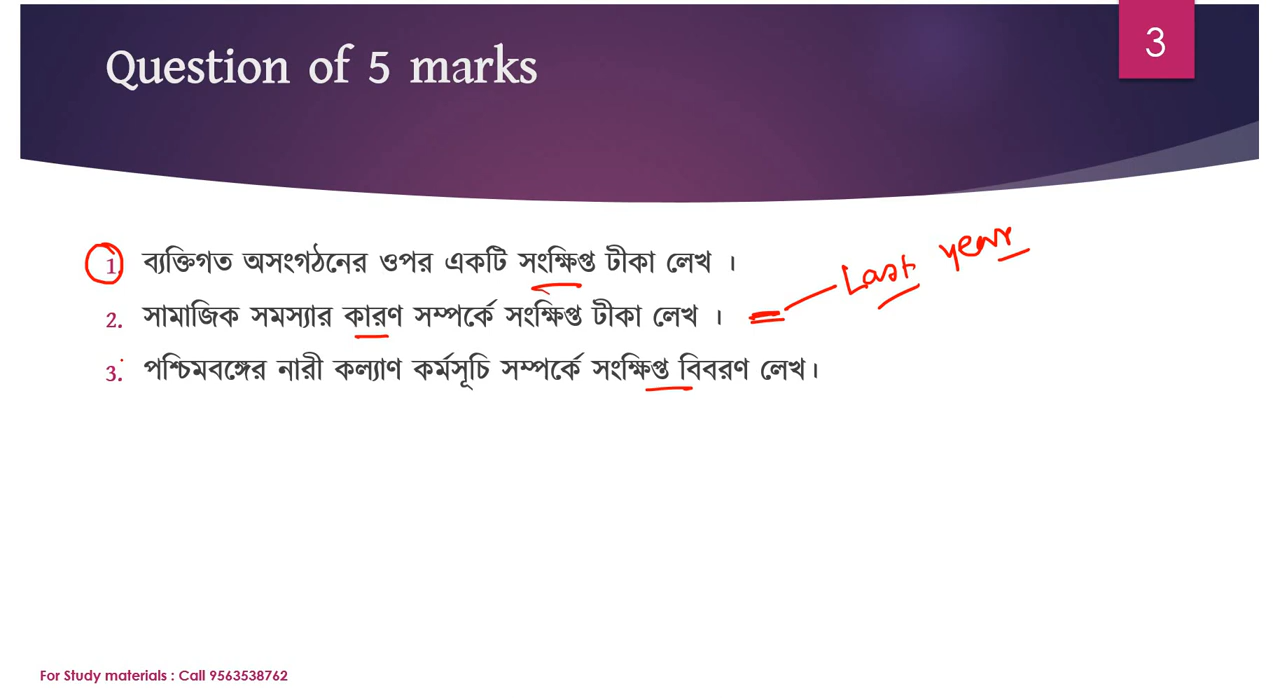 3
Question of 5 marks
Last year
1. ব্যক্তিগত অসংগঠনের ওপর একটি সংক্ষিপ্ত টীকা লেখ ।
2. সামাজিক সমস্যার কারণ সম্পর্কে সংক্ষিপ্ত টীকা লেখ ।
3. পশ্চিমবঙ্গের নারী কল্যাণ কর্মসূচি সম্পর্কে সংক্ষিপ্ত বিবরণ লেখ।
For Study materials : Call 9563538762